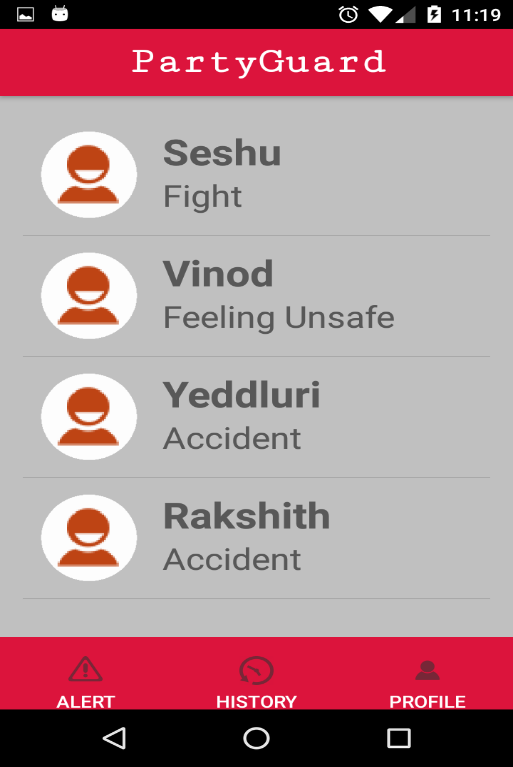 11:19
PartyGuard
Seshu
Fight
Vinod
Feeling Unsafe
Yeddluri
Accident
Rakshith
Accident
ALERT HISTORY PROFILE